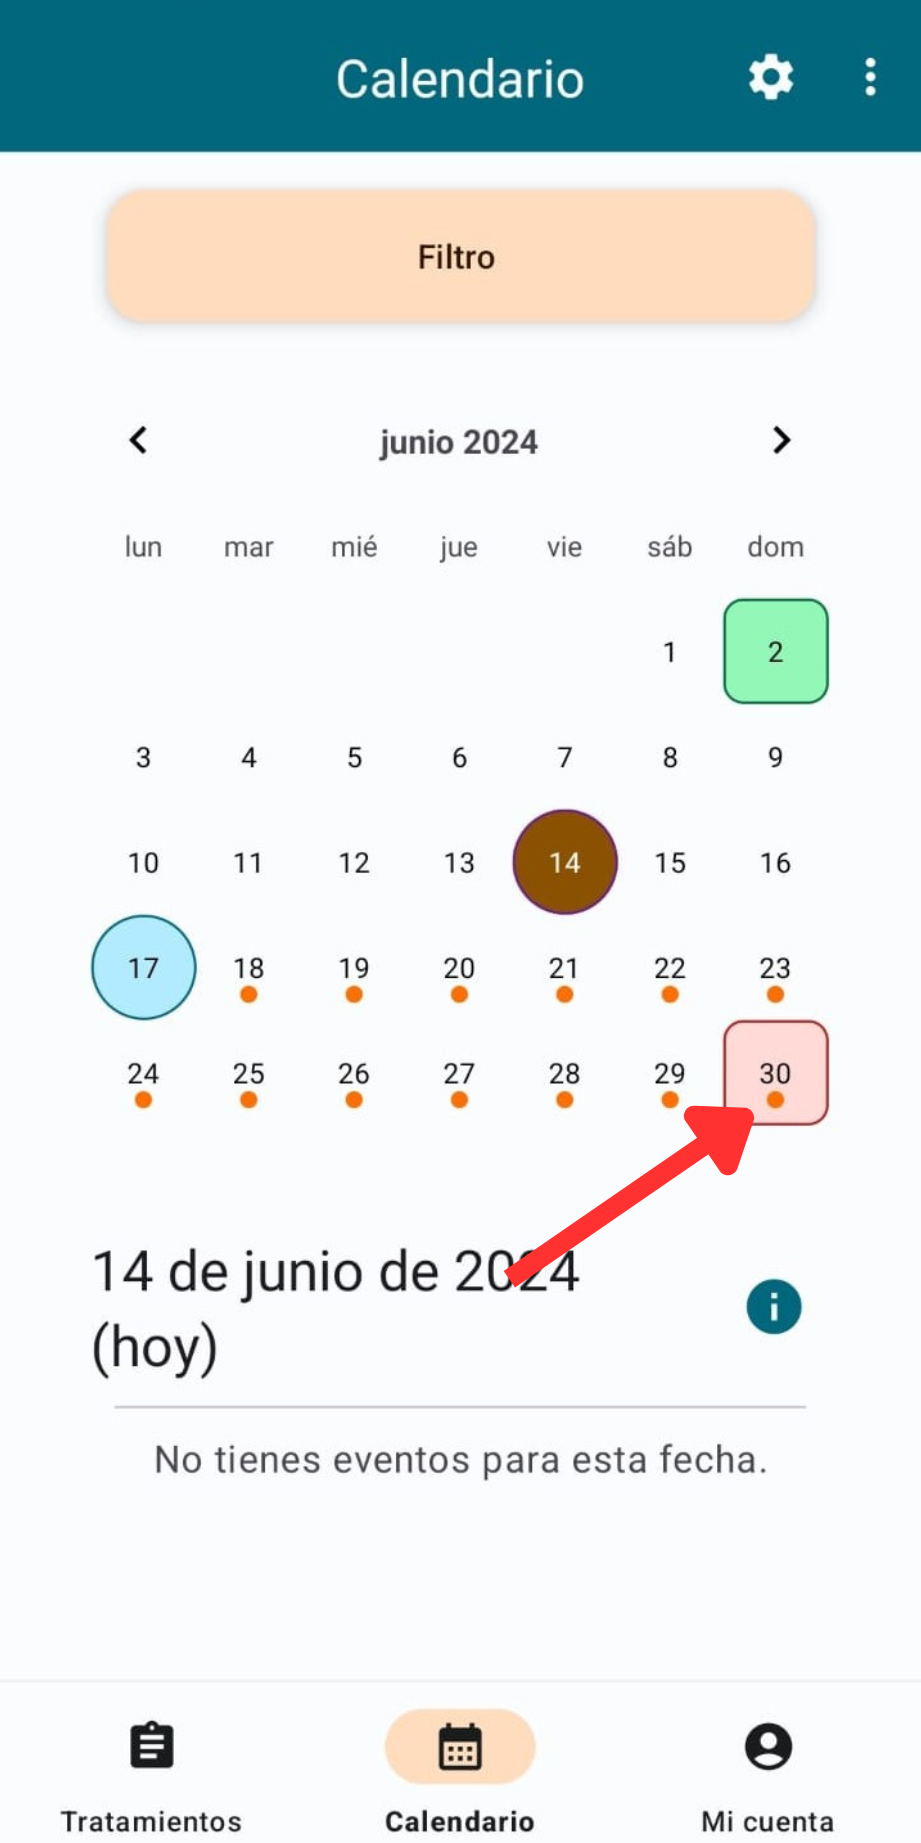 Calendario
Filtro
junio 2024
lun mar mié jue vie sáb dom
1 2
3 4 5 6 7 8 9
10 11 12 13 14 15 16
17 18 19 20 21 22 23
24 25 26 27 28 29 30
14 de junio de 2024
(hoy)
No tienes eventos para esta fecha.
Tratamientos Calendario Mi cuenta